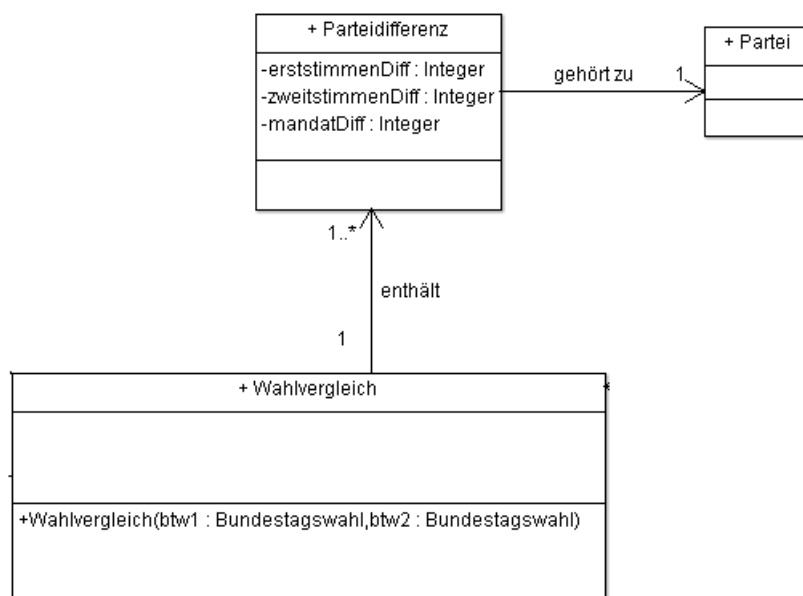 + Parteidifferenz
-erststimmenDiff : Integer
-zweitstimmenDiff : Integer
-mandatDiff : Integer
gehört zu
1
+ Partei
1..*
enthält
1
+ Wahlvergleich
*
+Wahlvergleich(btw1 : Bundestagswahl,btw2 : Bundestagswahl)